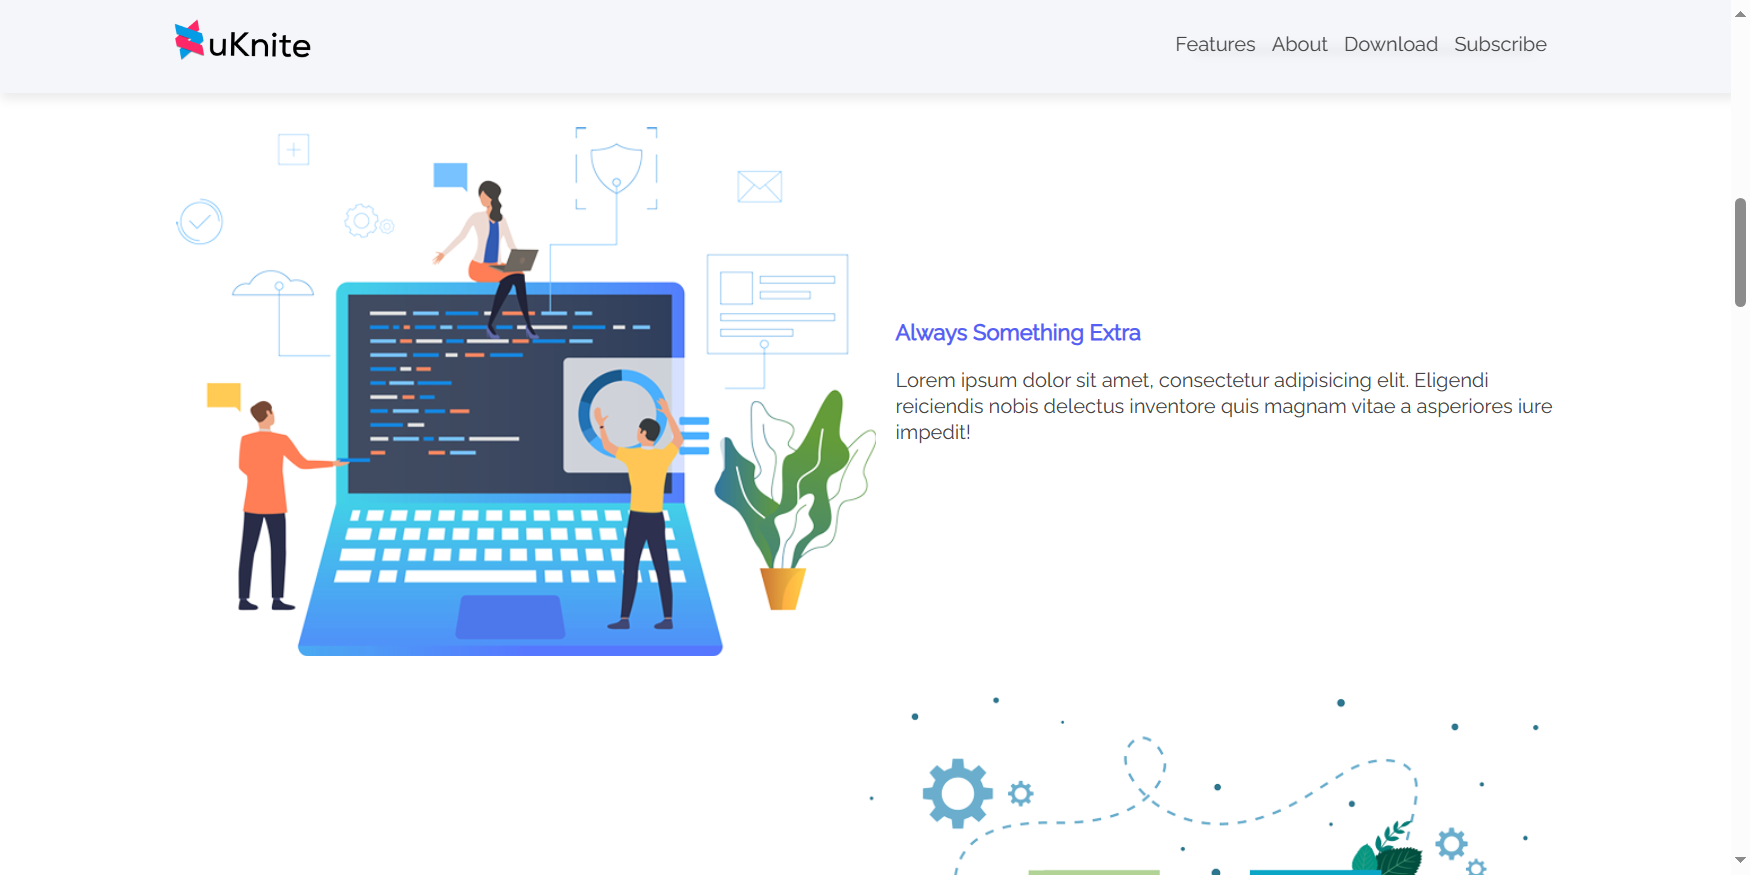 uKnite
Features About Download Subscribe
Always Something Extra
Lorem ipsum dolor sit amet, consectetur adipisicing elit. Eligendi
reiciendis nobis delectus inventore quis magnam vitae a asperiores iure
impedit!